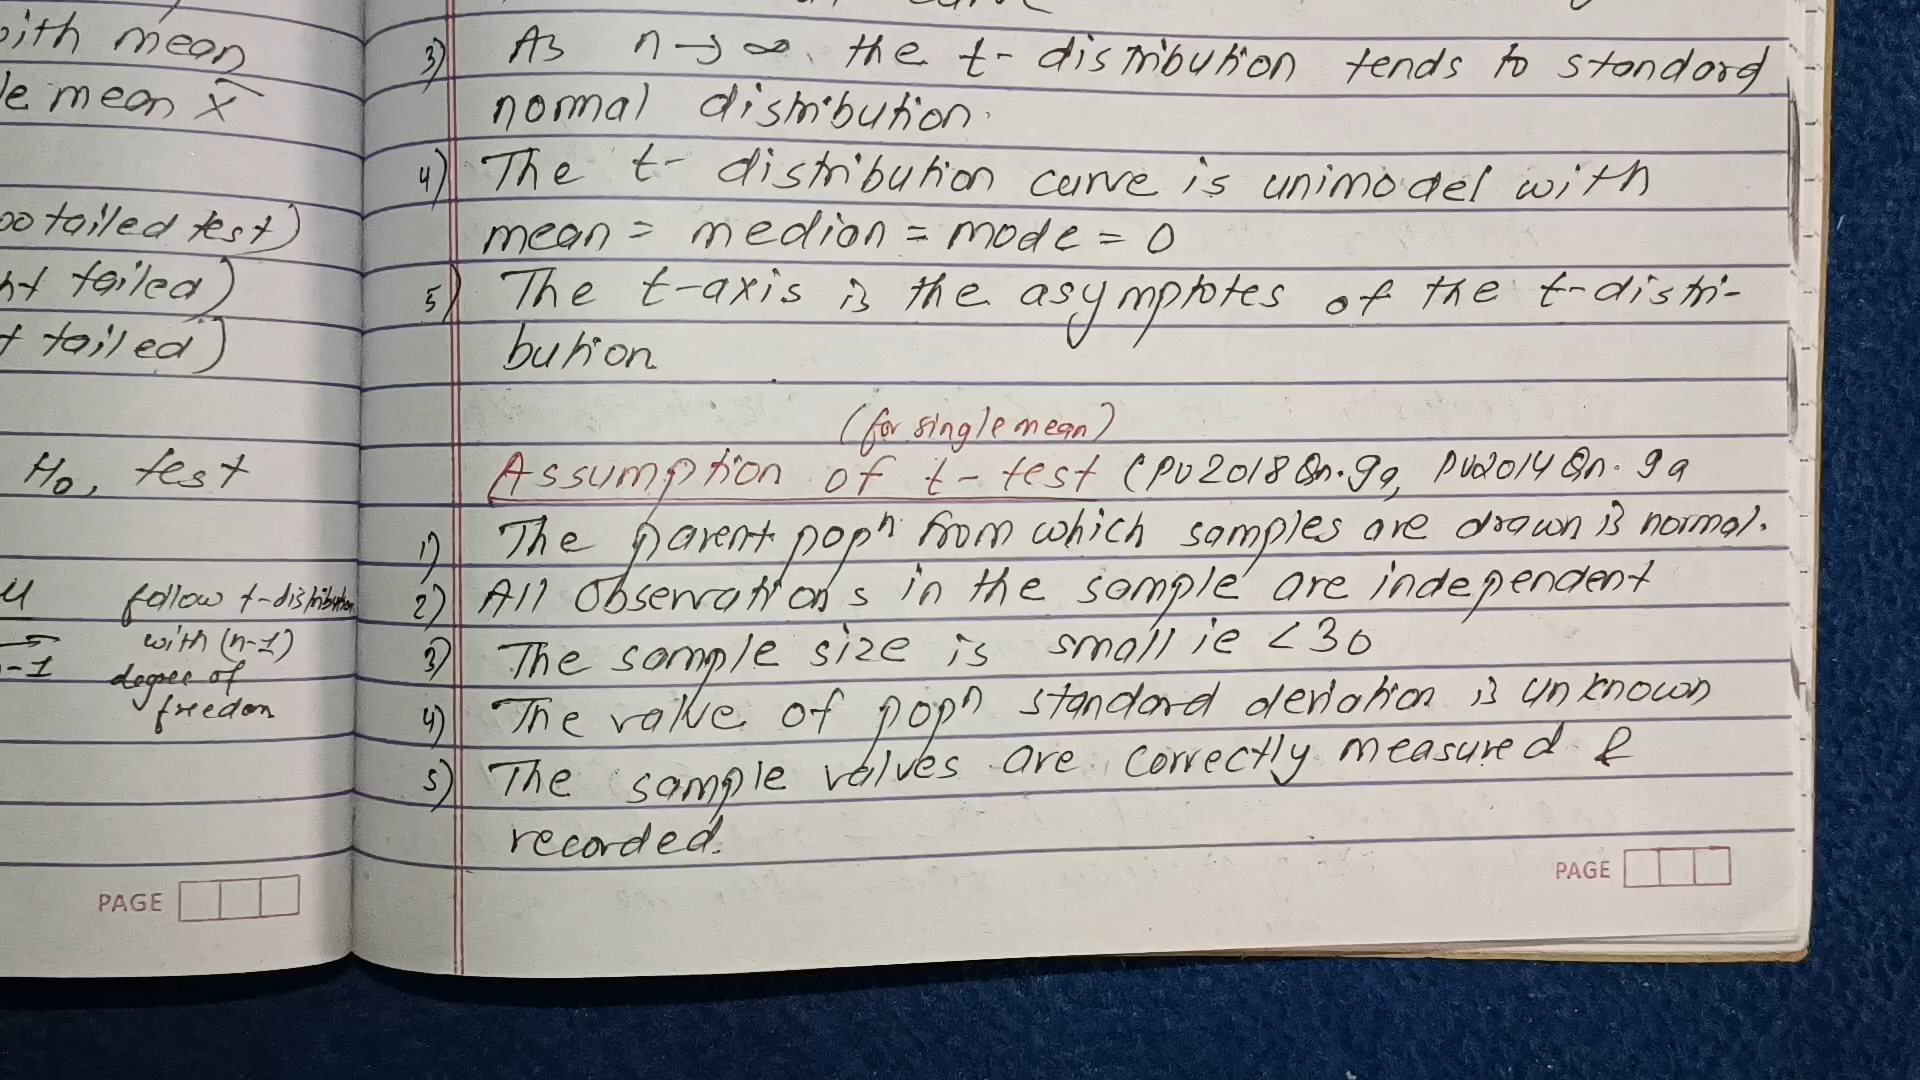 with mean
mean x̄
tailed test)
tailed)
tailed)
H₀, test
follow t-distribution
with (n-1)
n-1 degree of
freedom
PAGE
3) As n→∞ the t-distribution tends to standard
normal distribution.
4) The t-distribution curve is unimodel with
mean = median = mode = 0
5) The t-axis is the asymptotes of the t-distri-
bution
(for single mean)
Assumption of t-test (PU2018 Qn.9a, PU2014 Qn.9a
1) The parent popⁿ from which samples are drawn is normal.
2) All Observations in the sample are independent
3) The sample size is small ie <30
4) The value of popⁿ standard deviation is unknown
5) The sample values are correctly measured &
recorded.
PAGE